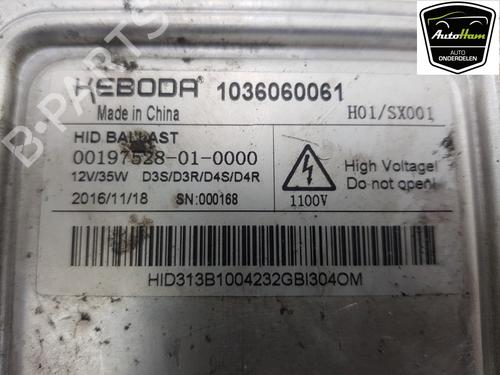 AutoHam
AUTO
ONDERDELEN
B-PARTS
KEBODA 1036060061
Made in China
H01/SX001
HID BALLAST
00197528-01-0000
12V/35W D3S/D3R/D4S/D4R
2016/11/18 SN:000168
1100V
High Voltage!
Do not open!
HID313B1004232GBI304OM